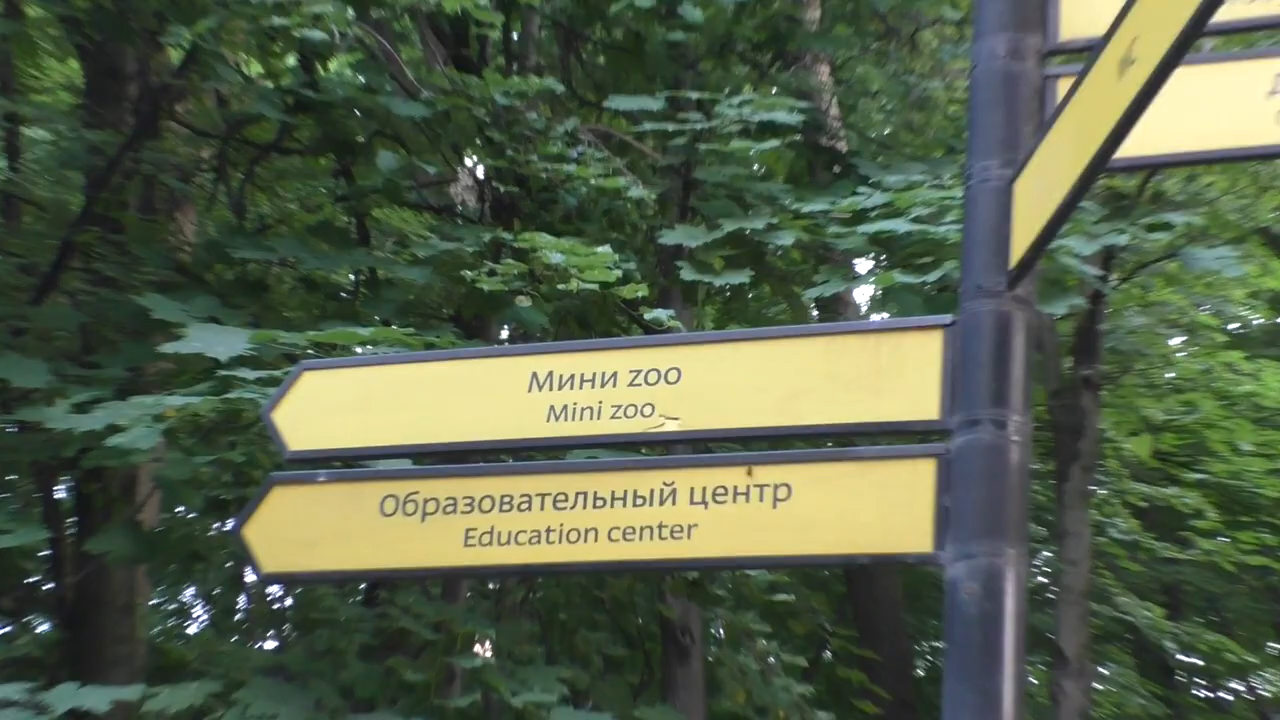 Мини zoo
Mini zoo
Образовательный центр
Education center